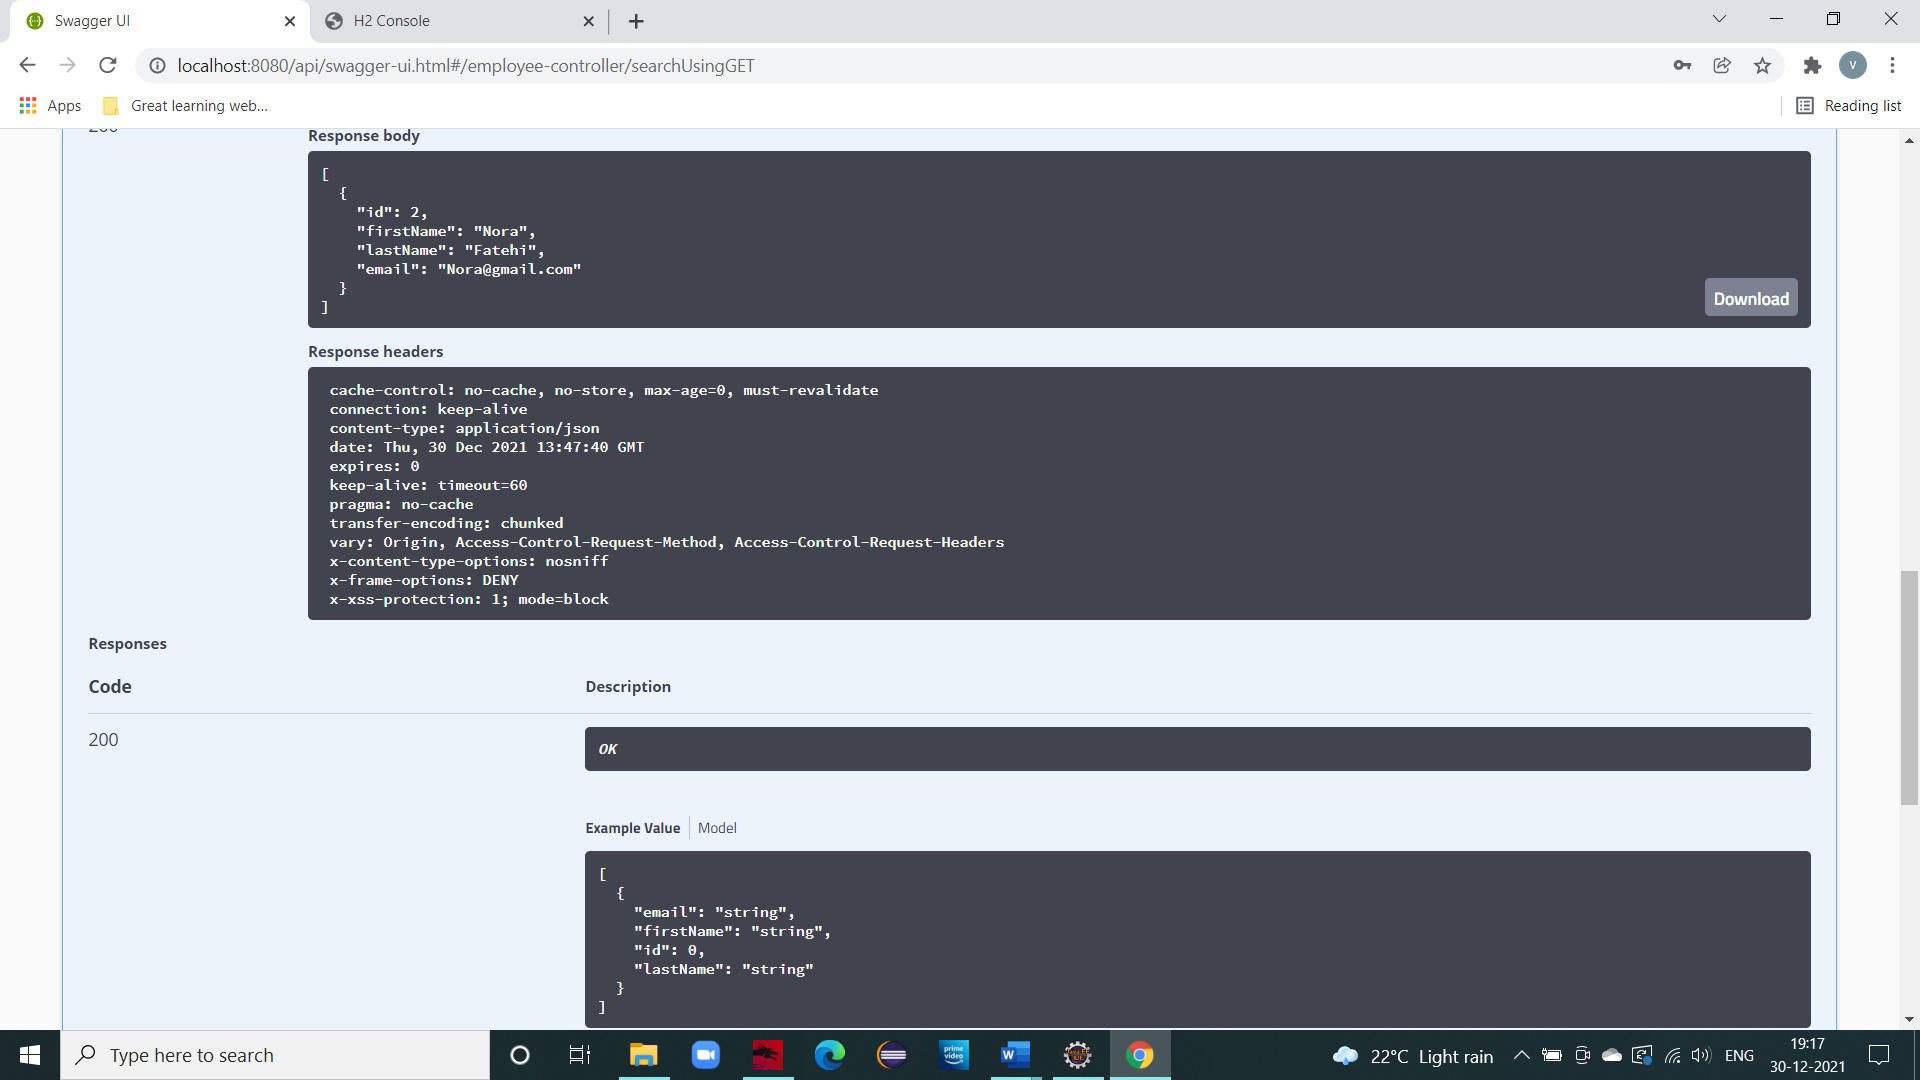 Swagger UI
H2 Console
localhost:8080/api/swagger-ui.html#/employee-controller/searchUsingGET
V
Apps
Great learning web...
Reading list
Response body
[
{
"id": 2,
"firstName": "Nora",
"lastName": "Fatehi",
"email": "Nora@gmail.com"
}
]
Download
Response headers
cache-control: no-cache, no-store, max-age=0, must-revalidate
connection: keep-alive
content-type: application/json
date: Thu, 30 Dec 2021 13:47:40 GMT
expires: 0
keep-alive: timeout=60
pragma: no-cache
transfer-encoding: chunked
vary: Origin, Access-Control-Request-Method, Access-Control-Request-Headers
x-content-type-options: nosniff
x-frame-options: DENY
x-xss-protection: 1; mode=block
Responses
Code Description
200
OK
Example Value Model
[
{
"email": "string",
"firstName": "string",
"id": 0,
"lastName": "string"
}
]
Type here to search
prime video
W
22°C Light rain
ENG
19:17
30-12-2021